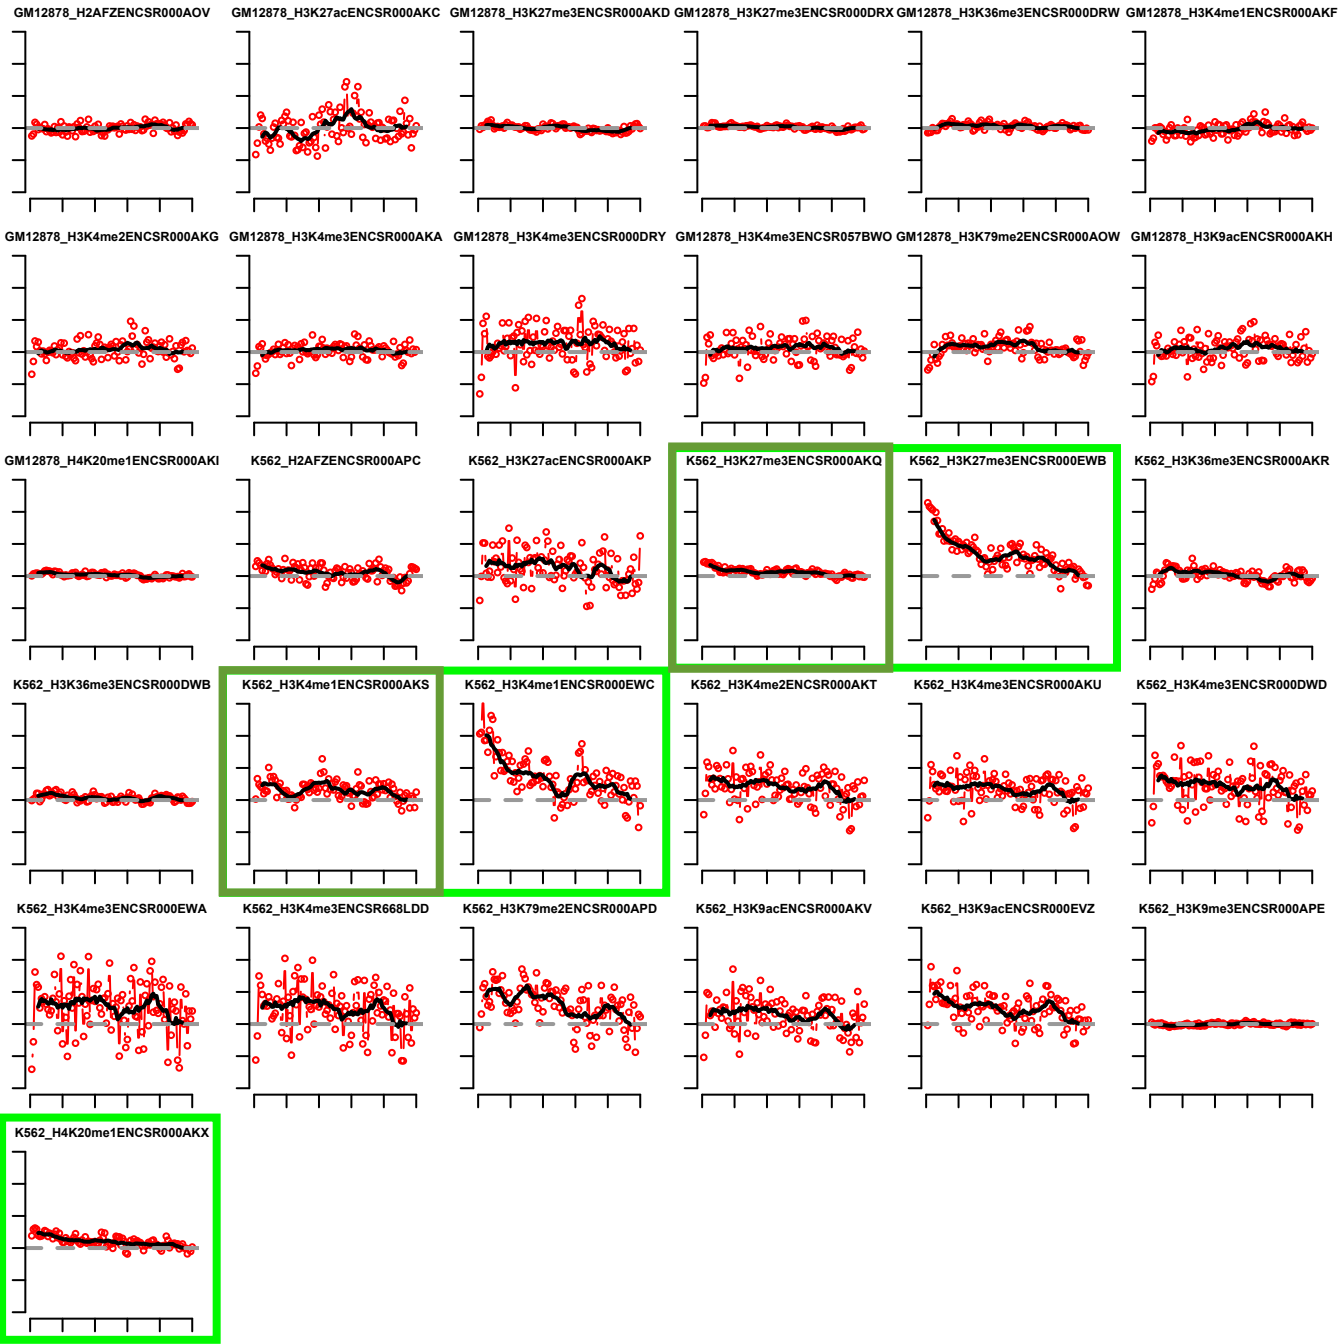 GM12878_H2AFZENCSR000AOV
GM12878_H3K27acENCSR000AKC
GM12878_H3K27me3ENCSR000AKD
GM12878_H3K27me3ENCSR000DRX
GM12878_H3K36me3ENCSR000DRW
GM12878_H3K4me1ENCSR000AKF
GM12878_H3K4me2ENCSR000AKG
GM12878_H3K4me3ENCSR000AKA
GM12878_H3K4me3ENCSR000DRY
GM12878_H3K4me3ENCSR057BWO
GM12878_H3K79me2ENCSR000AOW
GM12878_H3K9acENCSR000AKH
GM12878_H4K20me1ENCSR000AKI
K562_H2AFZENCSR000APC
K562_H3K27acENCSR000AKP
K562_H3K27me3ENCSR000AKQ
K562_H3K27me3ENCSR000EWB
K562_H3K36me3ENCSR000AKR
K562_H3K36me3ENCSR000DWB
K562_H3K4me1ENCSR000AKS
K562_H3K4me1ENCSR000EWC
K562_H3K4me2ENCSR000AKT
K562_H3K4me3ENCSR000AKU
K562_H3K4me3ENCSR000DWD
K562_H3K4me3ENCSR000EWA
K562_H3K4me3ENCSR668LDD
K562_H3K79me2ENCSR000APD
K562_H3K9acENCSR000AKV
K562_H3K9acENCSR000EVZ
K562_H3K9me3ENCSR000APE
K562_H4K20me1ENCSR000AKX